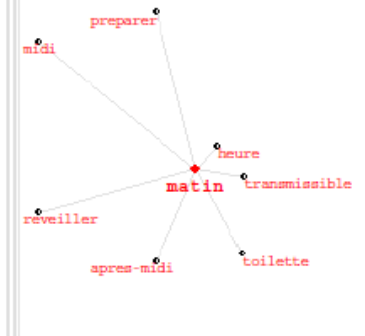 preparer
midi
heure
transmissible
matin
reveiller
apres-midi
toilette